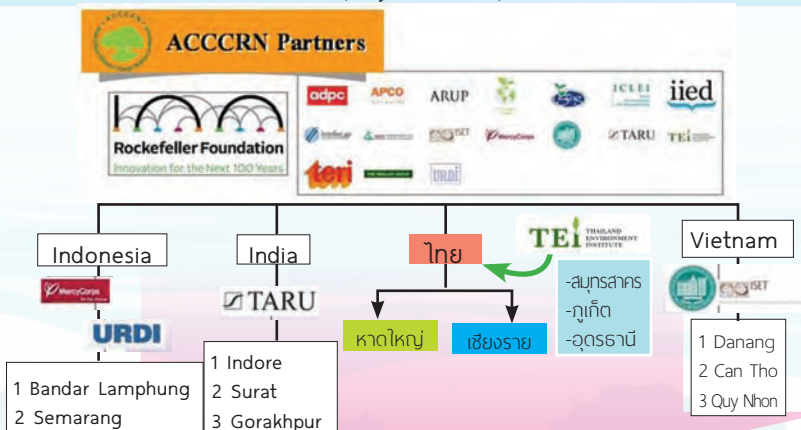 ACCCRN Partners
Rockefeller Foundation
Innovation for the Next 100 Years
adpc
APCO
ARUP
ICLEI
iied
ISET
MercyCorps
TARU
TEI
teri
URDI
Indonesia
India
ไทย
TEI THAILAND ENVIRONMENT INSTITUTE
Vietnam
MercyCorps
URDI
TARU
ISET
หาดใหญ่
เชียงราย
-สมุทรสาคร
-ภูเก็ต
-อุดรธานี
1 Bandar Lamphung
2 Semarang
1 Indore
2 Surat
3 Gorakhpur
1 Danang
2 Can Tho
3 Quy Nhon